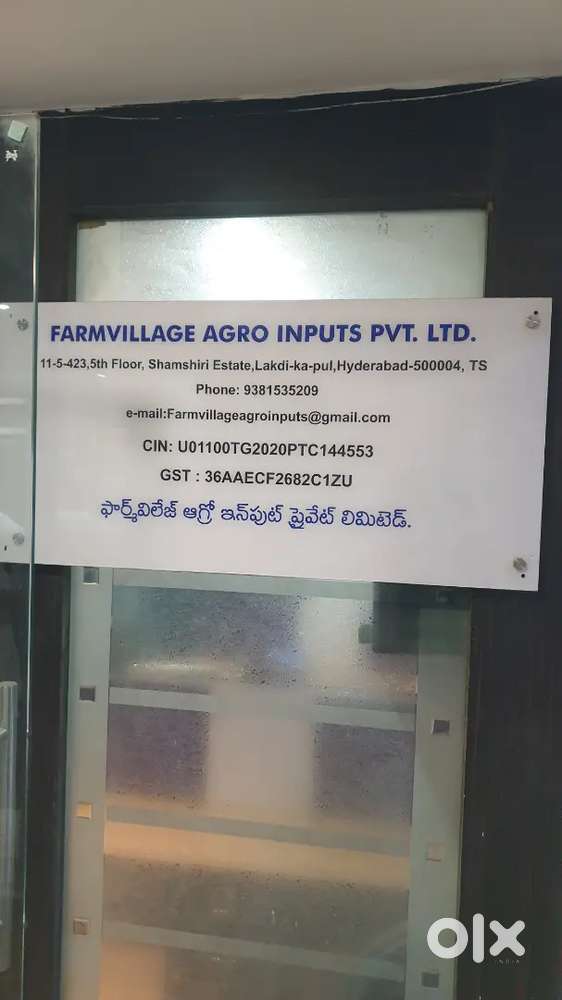 FARMVILLAGE AGRO INPUTS PVT. LTD.
11-5-423,5th Floor, Shamshiri Estate,Lakdi-ka-pul,Hyderabad-500004, TS
Phone: 9381535209
e-mail:Farmvillageagroinputs@gmail.com
CIN: U01100TG2020PTC144553
GST : 36AAECF2682C1ZU
ఫార్మ్‌విలేజ్ ఆగ్రో ఇన్‌పుట్ ప్రైవేట్ లిమిటెడ్.
olx
INDIA